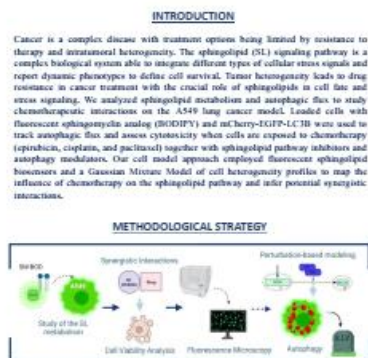 INTRODUCTION
Cancer is a complex disease with treatment options being limited by resistance to
therapy and intratumoral heterogeneity. The sphingolipid (SL) signaling pathway is a
complex biological system able to integrate different types of cellular stress signals and
report dynamic phenotypes to define cell survival. Tumor heterogeneity leads to drug
resistance in cancer treatment with the crucial role of sphingolipids in cell fate and
stress signaling. We analyzed sphingolipid metabolism and autophagic flux to study
chemotherapeutic interactions on the A549 lung cancer model. Loaded cells with
fluorescent sphingomyelin analog (BODIPY) and mCherry-EGFP-LC3B were used to
track autophagic flux and assess cytotoxicity when cells are exposed to chemotherapy
(epirubicin, cisplatin, and paclitaxel) together with sphingolipid pathway inhibitors and
autophagy modulators. Our cell model approach employed fluorescent sphingolipid
biosensors and a Gaussian Mixture Model of cell heterogeneity profiles to map the
influence of chemotherapy on the sphingolipid pathway and infer potential synergistic
interactions.
METHODOLOGICAL STRATEGY
Synergistic Interactions
Perturbation-based modeling
A549
Drug
Study of the SL
metabolism
Cell Viability Analysis
Fluorescence Microscopy
Autophagy
R.I.P